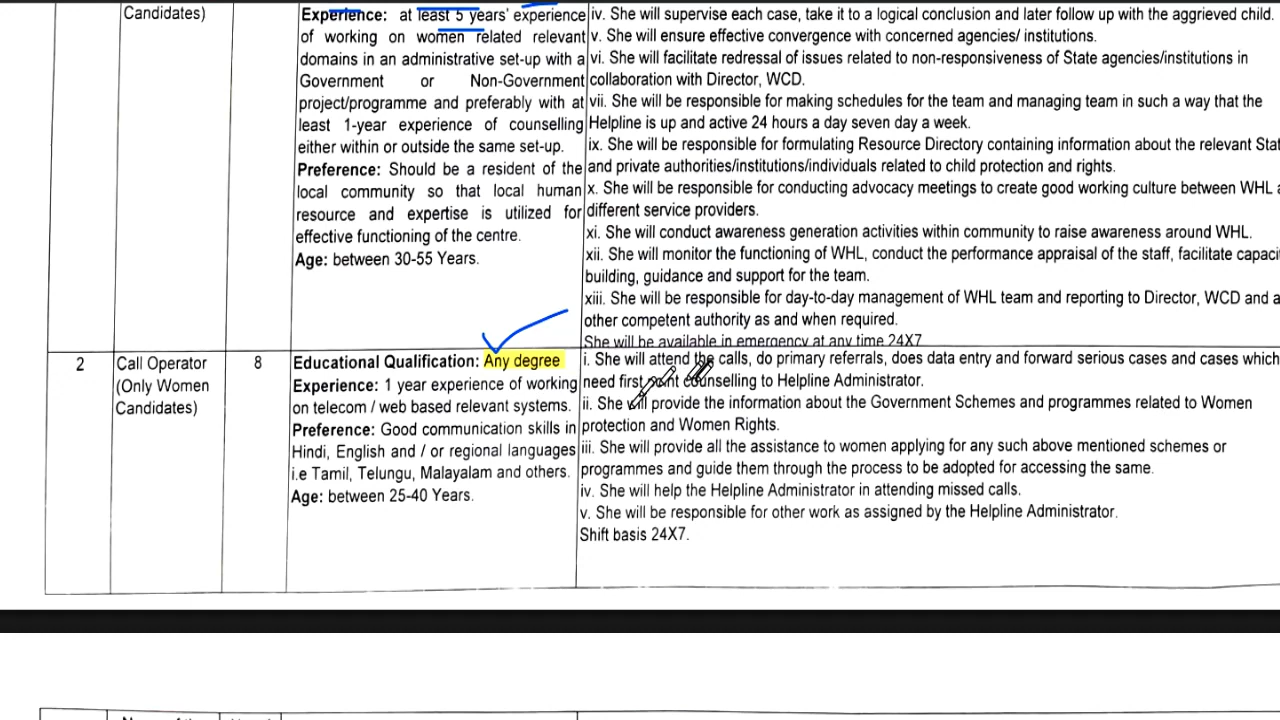 Candidates)
Experience: at least 5 years' experience
of working on women related relevant
domains in an administrative set-up with a
Government or Non-Government
project/programme and preferably with at
least 1-year experience of counselling
either within or outside the same set-up.
Preference: Should be a resident of the
local community so that local human
resource and expertise is utilized for
effective functioning of the centre.
Age: between 30-55 Years.
iv. She will supervise each case, take it to a logical conclusion and later follow up with the aggrieved child.
v. She will ensure effective convergence with concerned agencies/ institutions.
vi. She will facilitate redressal of issues related to non-responsiveness of State agencies/institutions in
collaboration with Director, WCD.
vii. She will be responsible for making schedules for the team and managing team in such a way that the
Helpline is up and active 24 hours a day seven day a week.
ix. She will be responsible for formulating Resource Directory containing information about the relevant Stat
and private authorities/institutions/individuals related to child protection and rights.
x. She will be responsible for conducting advocacy meetings to create good working culture between WHL a
different service providers.
xi. She will conduct awareness generation activities within community to raise awareness around WHL.
xii. She will monitor the functioning of WHL, conduct the performance appraisal of the staff, facilitate capaci
building, guidance and support for the team.
xiii. She will be responsible for day-to-day management of WHL team and reporting to Director, WCD and a
other competent authority as and when required.
She will be available in emergency at any time 24X7
2
Call Operator
(Only Women
Candidates)
8
Educational Qualification: Any degree
Experience: 1 year experience of working
on telecom / web based relevant systems.
Preference: Good communication skills in
Hindi, English and / or regional languages
i.e Tamil, Telungu, Malayalam and others.
Age: between 25-40 Years.
i. She will attend the calls, do primary referrals, does data entry and forward serious cases and cases which
need first point counselling to Helpline Administrator.
ii. She will provide the information about the Government Schemes and programmes related to Women
protection and Women Rights.
iii. She will provide all the assistance to women applying for any such above mentioned schemes or
programmes and guide them through the process to be adopted for accessing the same.
iv. She will help the Helpline Administrator in attending missed calls.
v. She will be responsible for other work as assigned by the Helpline Administrator.
Shift basis 24X7.